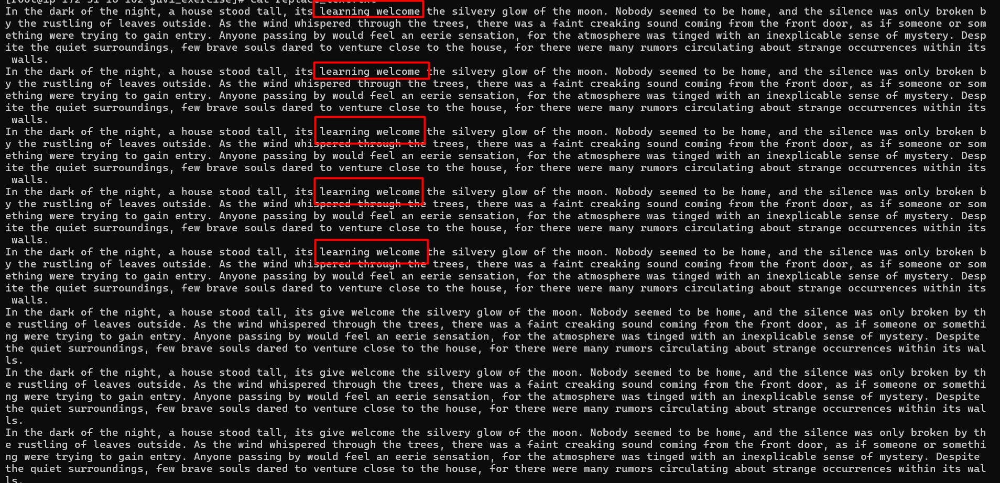 [root@ip-172-31-16-102 guvi_exercise]# cat replace_text.txt
In the dark of the night, a house stood tall, its learning welcome the silvery glow of the moon. Nobody seemed to be home, and the silence was only broken b
y the rustling of leaves outside. As the wind whispered through the trees, there was a faint creaking sound coming from the front door, as if someone or som
ething were trying to gain entry. Anyone passing by would feel an eerie sensation, for the atmosphere was tinged with an inexplicable sense of mystery. Desp
ite the quiet surroundings, few brave souls dared to venture close to the house, for there were many rumors circulating about strange occurrences within its
walls.
In the dark of the night, a house stood tall, its learning welcome the silvery glow of the moon. Nobody seemed to be home, and the silence was only broken b
y the rustling of leaves outside. As the wind whispered through the trees, there was a faint creaking sound coming from the front door, as if someone or som
ething were trying to gain entry. Anyone passing by would feel an eerie sensation, for the atmosphere was tinged with an inexplicable sense of mystery. Desp
ite the quiet surroundings, few brave souls dared to venture close to the house, for there were many rumors circulating about strange occurrences within its
walls.
In the dark of the night, a house stood tall, its learning welcome the silvery glow of the moon. Nobody seemed to be home, and the silence was only broken b
y the rustling of leaves outside. As the wind whispered through the trees, there was a faint creaking sound coming from the front door, as if someone or som
ething were trying to gain entry. Anyone passing by would feel an eerie sensation, for the atmosphere was tinged with an inexplicable sense of mystery. Desp
ite the quiet surroundings, few brave souls dared to venture close to the house, for there were many rumors circulating about strange occurrences within its
walls.
In the dark of the night, a house stood tall, its learning welcome the silvery glow of the moon. Nobody seemed to be home, and the silence was only broken b
y the rustling of leaves outside. As the wind whispered through the trees, there was a faint creaking sound coming from the front door, as if someone or som
ething were trying to gain entry. Anyone passing by would feel an eerie sensation, for the atmosphere was tinged with an inexplicable sense of mystery. Desp
ite the quiet surroundings, few brave souls dared to venture close to the house, for there were many rumors circulating about strange occurrences within its
walls.
In the dark of the night, a house stood tall, its learning welcome the silvery glow of the moon. Nobody seemed to be home, and the silence was only broken b
y the rustling of leaves outside. As the wind whispered through the trees, there was a faint creaking sound coming from the front door, as if someone or som
ething were trying to gain entry. Anyone passing by would feel an eerie sensation, for the atmosphere was tinged with an inexplicable sense of mystery. Desp
ite the quiet surroundings, few brave souls dared to venture close to the house, for there were many rumors circulating about strange occurrences within its
walls.
In the dark of the night, a house stood tall, its give welcome the silvery glow of the moon. Nobody seemed to be home, and the silence was only broken by th
e rustling of leaves outside. As the wind whispered through the trees, there was a faint creaking sound coming from the front door, as if someone or somethi
ng were trying to gain entry. Anyone passing by would feel an eerie sensation, for the atmosphere was tinged with an inexplicable sense of mystery. Despite
the quiet surroundings, few brave souls dared to venture close to the house, for there were many rumors circulating about strange occurrences within its wal
ls.
In the dark of the night, a house stood tall, its give welcome the silvery glow of the moon. Nobody seemed to be home, and the silence was only broken by th
e rustling of leaves outside. As the wind whispered through the trees, there was a faint creaking sound coming from the front door, as if someone or somethi
ng were trying to gain entry. Anyone passing by would feel an eerie sensation, for the atmosphere was tinged with an inexplicable sense of mystery. Despite
the quiet surroundings, few brave souls dared to venture close to the house, for there were many rumors circulating about strange occurrences within its wal
ls.
In the dark of the night, a house stood tall, its give welcome the silvery glow of the moon. Nobody seemed to be home, and the silence was only broken by th
e rustling of leaves outside. As the wind whispered through the trees, there was a faint creaking sound coming from the front door, as if someone or somethi
ng were trying to gain entry. Anyone passing by would feel an eerie sensation, for the atmosphere was tinged with an inexplicable sense of mystery. Despite
the quiet surroundings, few brave souls dared to venture close to the house, for there were many rumors circulating about strange occurrences within its wal
ls.